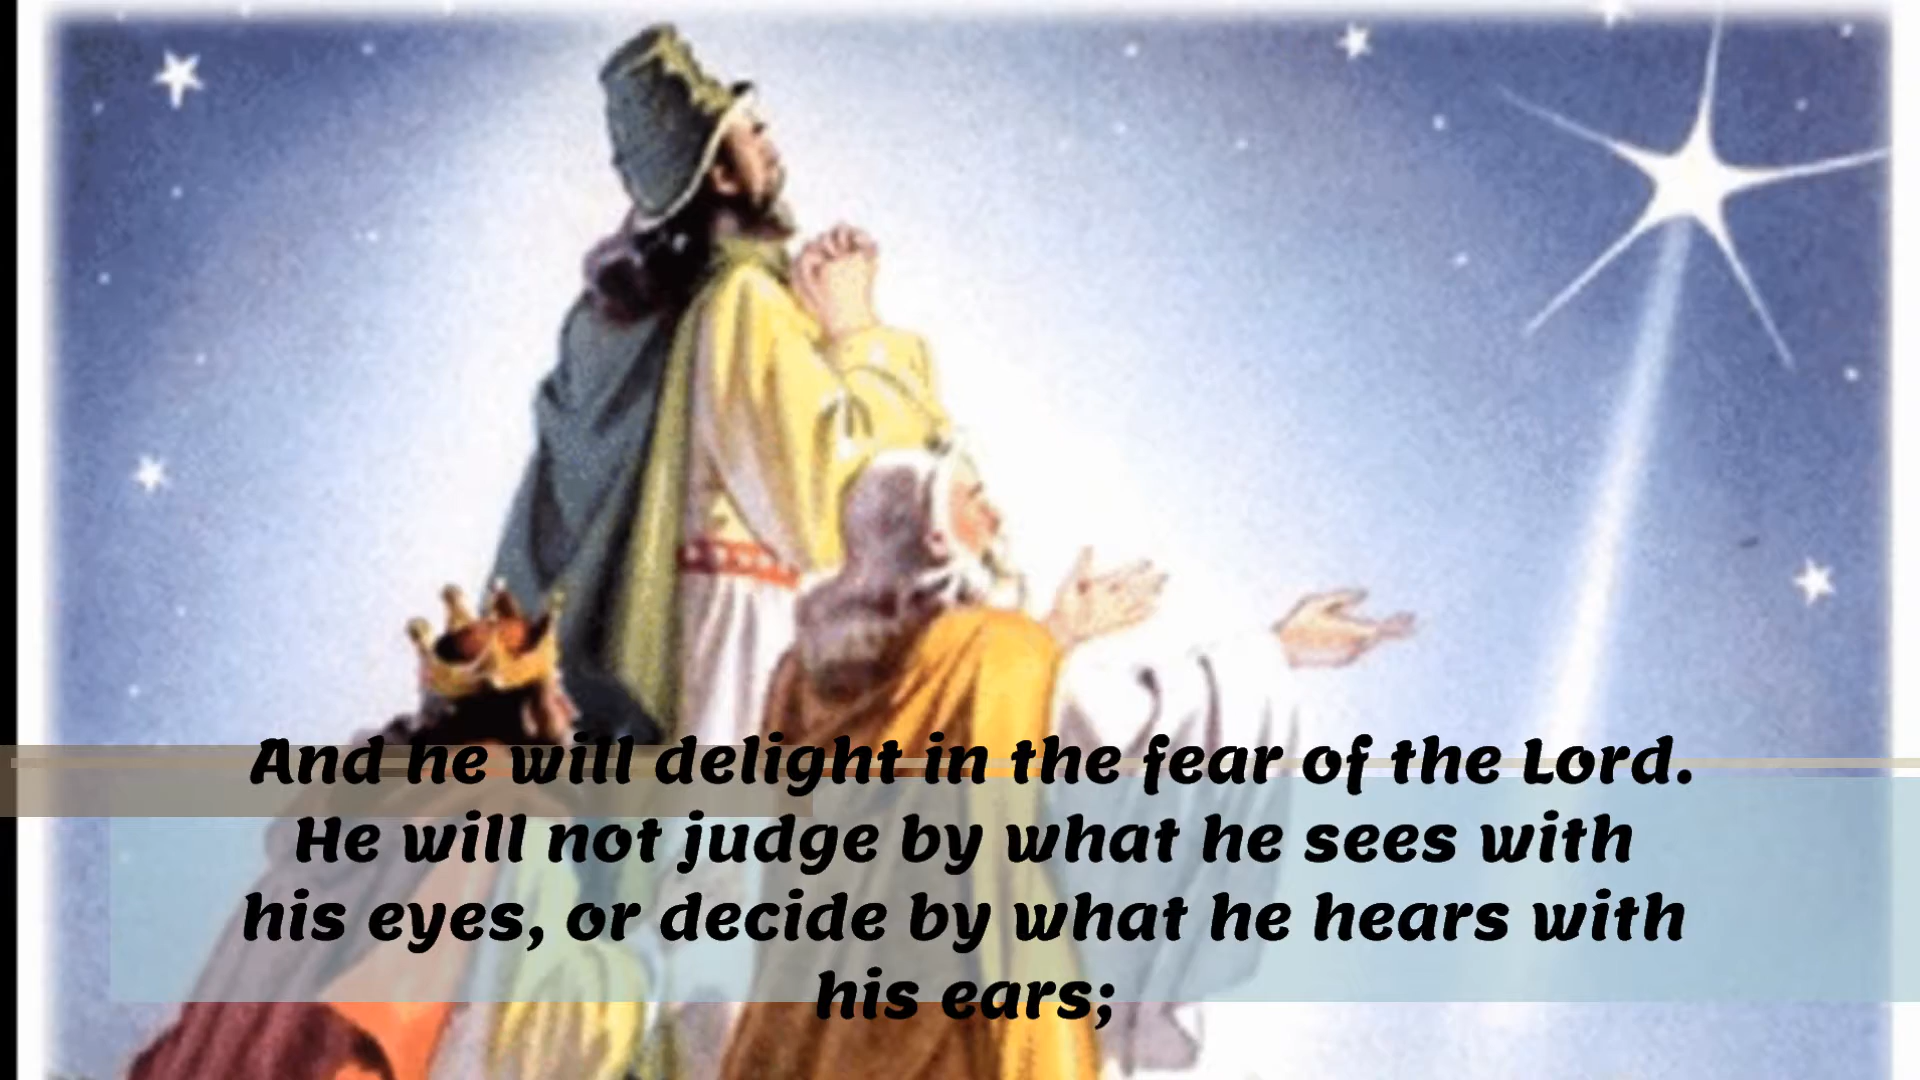 And he will delight in the fear of the Lord.
He will not judge by what he sees with
his eyes, or decide by what he hears with
his ears;